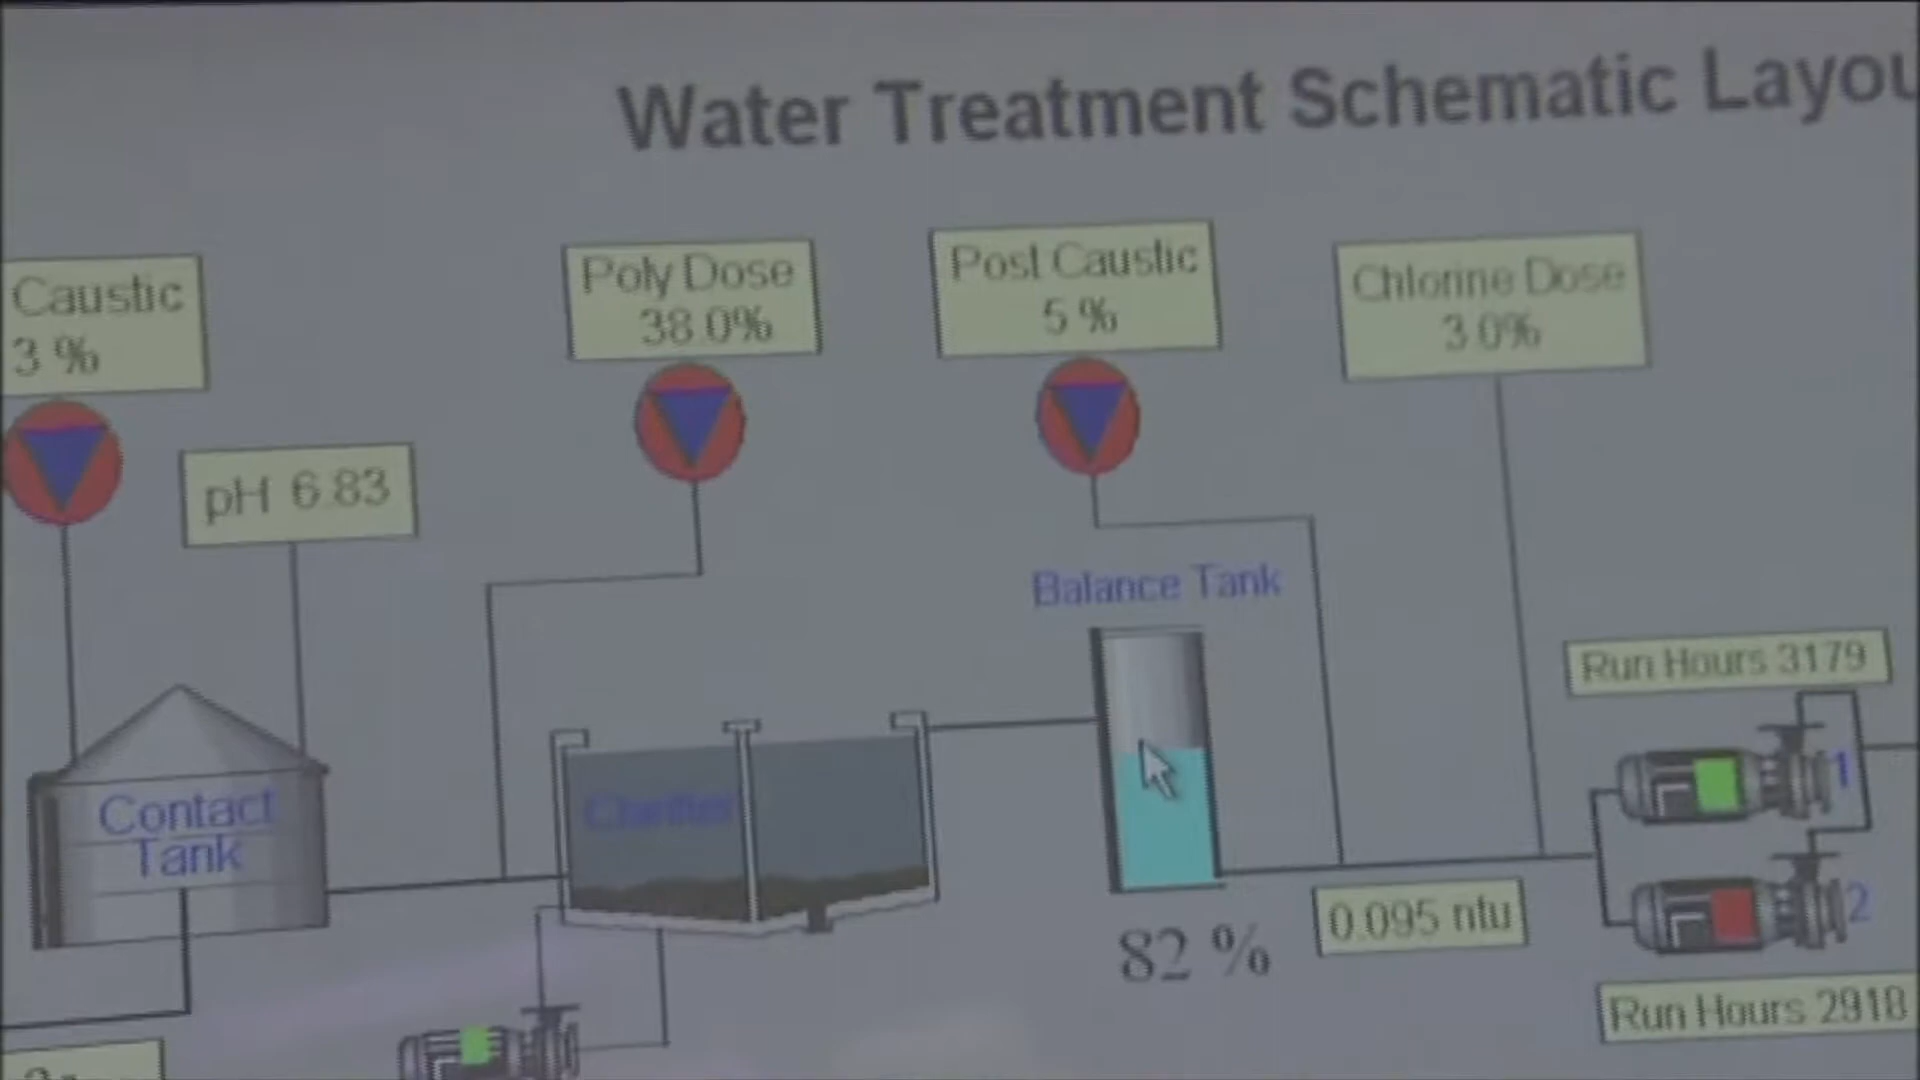 Water Treatment Schematic Layou
Caustic
3 %
Poly Dose
38.0%
Post Caustic
5 %
Chlorine Dose
3.0%
pH 6.83
Balance Tank
Run Hours 3179
1
Contact
Tank
Clarifier
82 %
0.095 ntu
2
Run Hours 2918